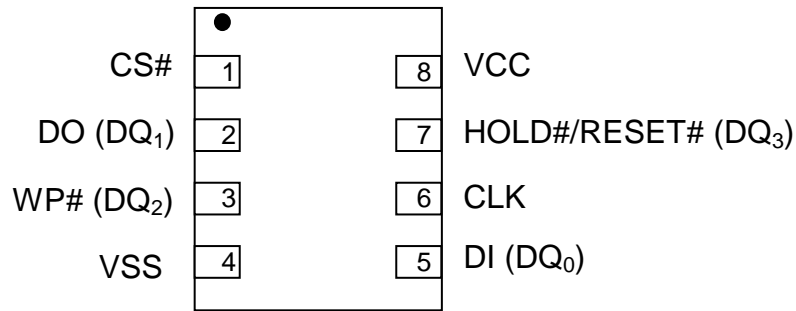 CS# 1 8 VCC
DO (DQ₁) 2 7 HOLD#/RESET# (DQ₃)
WP# (DQ₂) 3 6 CLK
VSS 4 5 DI (DQ₀)